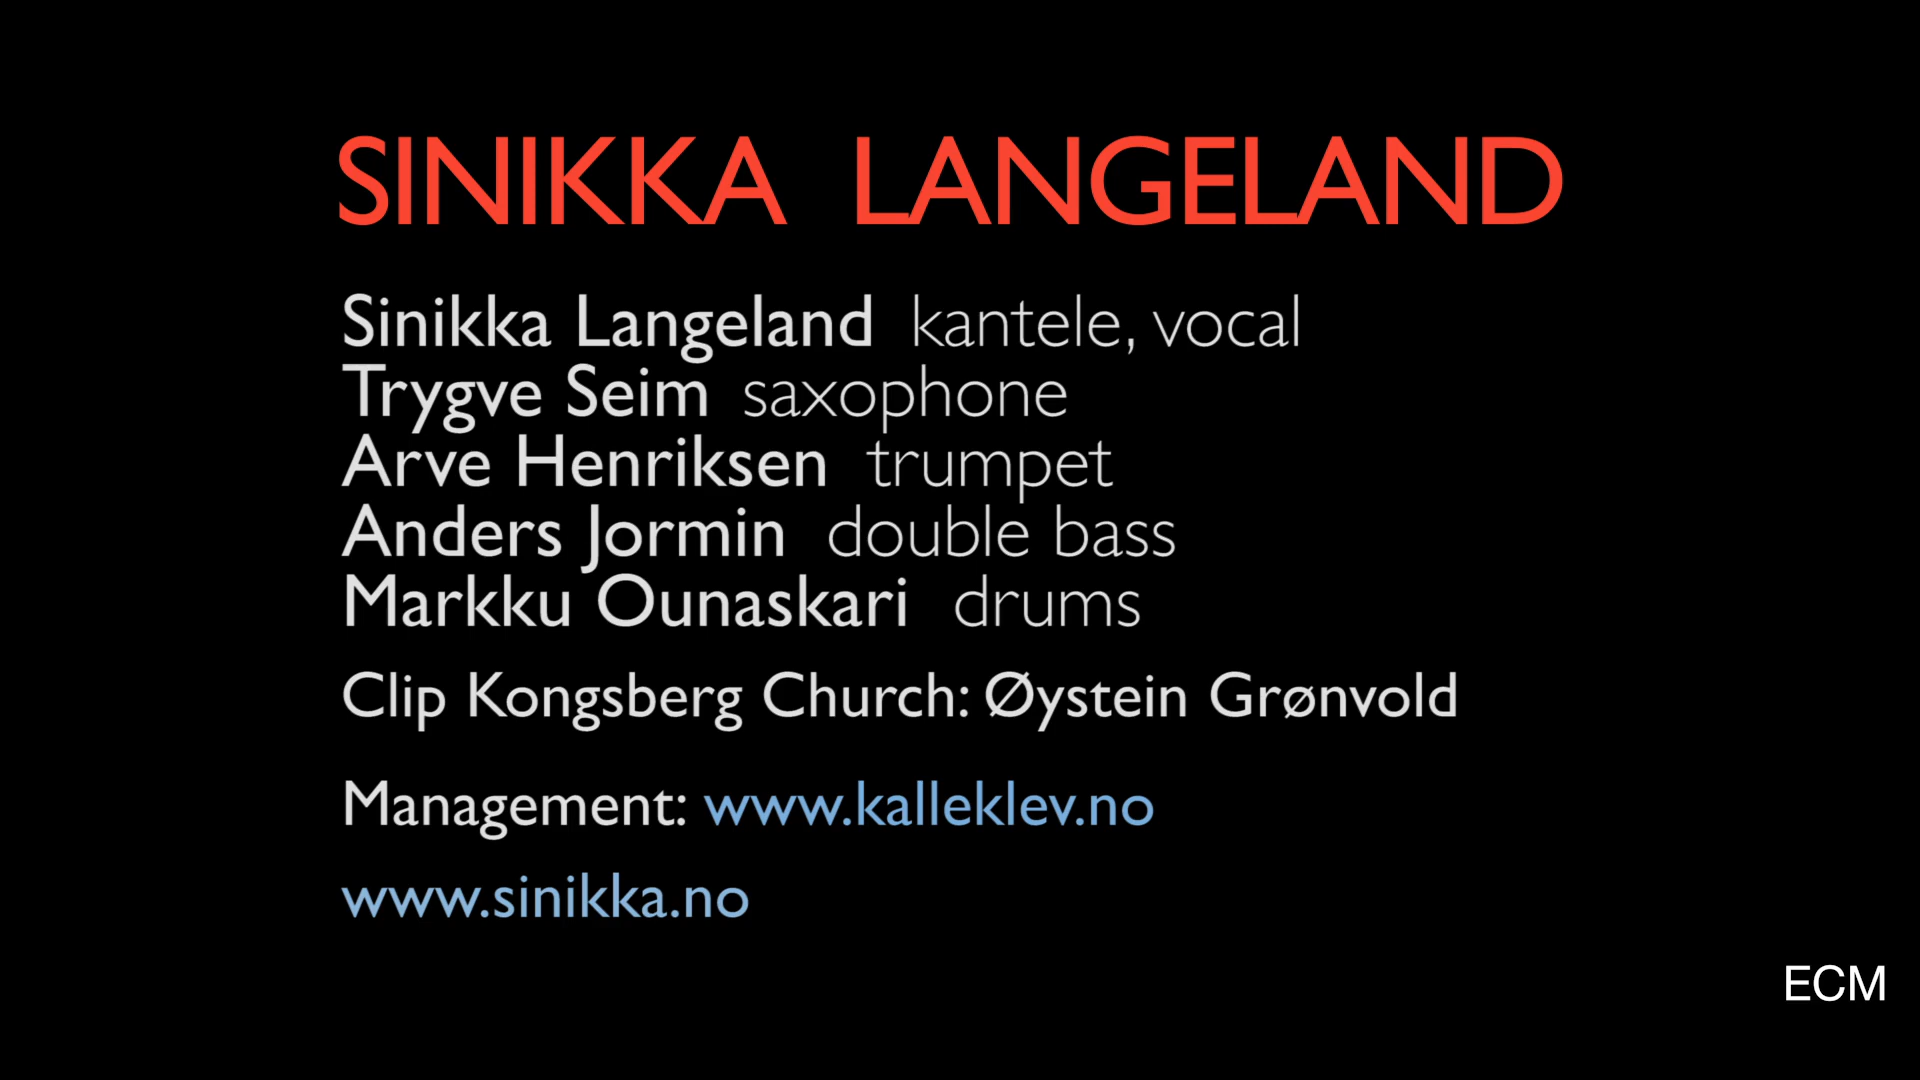 SINIKKA LANGELAND
Sinikka Langeland kantele, vocal
Trygve Seim saxophone
Arve Henriksen trumpet
Anders Jormin double bass
Markku Ounaskari drums
Clip Kongsberg Church: Øystein Grønvold
Management: www.kalleklev.no
www.sinikka.no
ECM